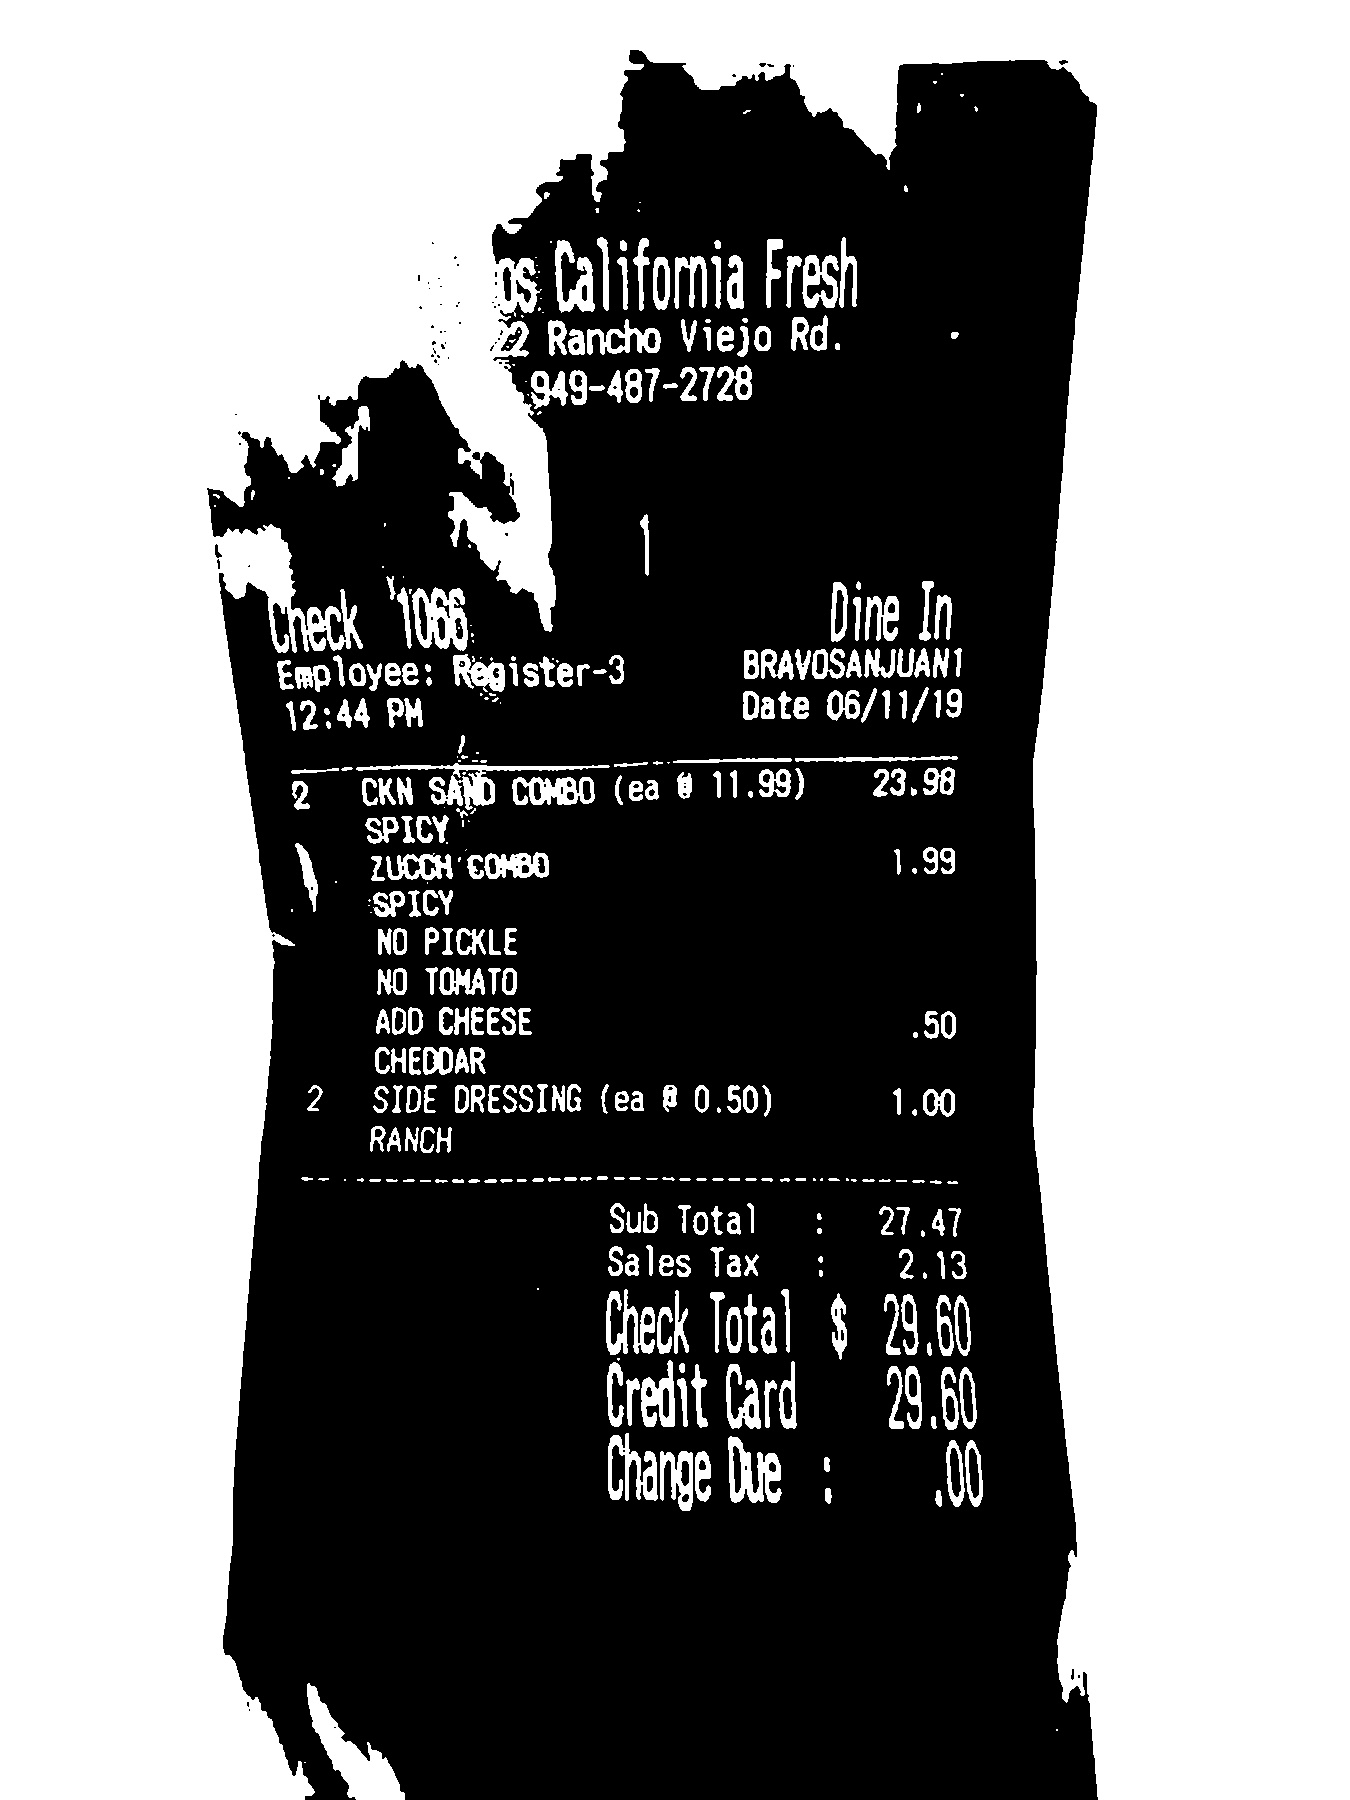 os California Fresh
22 Rancho Viejo Rd.
949-487-2728
1
Check 1066 Dine In
Employee: Register-3 BRAVOSANJUAN1
12:44 PM Date 06/11/19
2 CKN SAND COMBO (ea @ 11.99) 23.98
SPICY
ZUCCH COMBO 1.99
SPICY
NO PICKLE
NO TOMATO
ADD CHEESE .50
CHEDDAR
2 SIDE DRESSING (ea @ 0.50) 1.00
RANCH
Sub Total : 27.47
Sales Tax : 2.13
Check Total $ 29.60
Credit Card 29.60
Change Due : .00